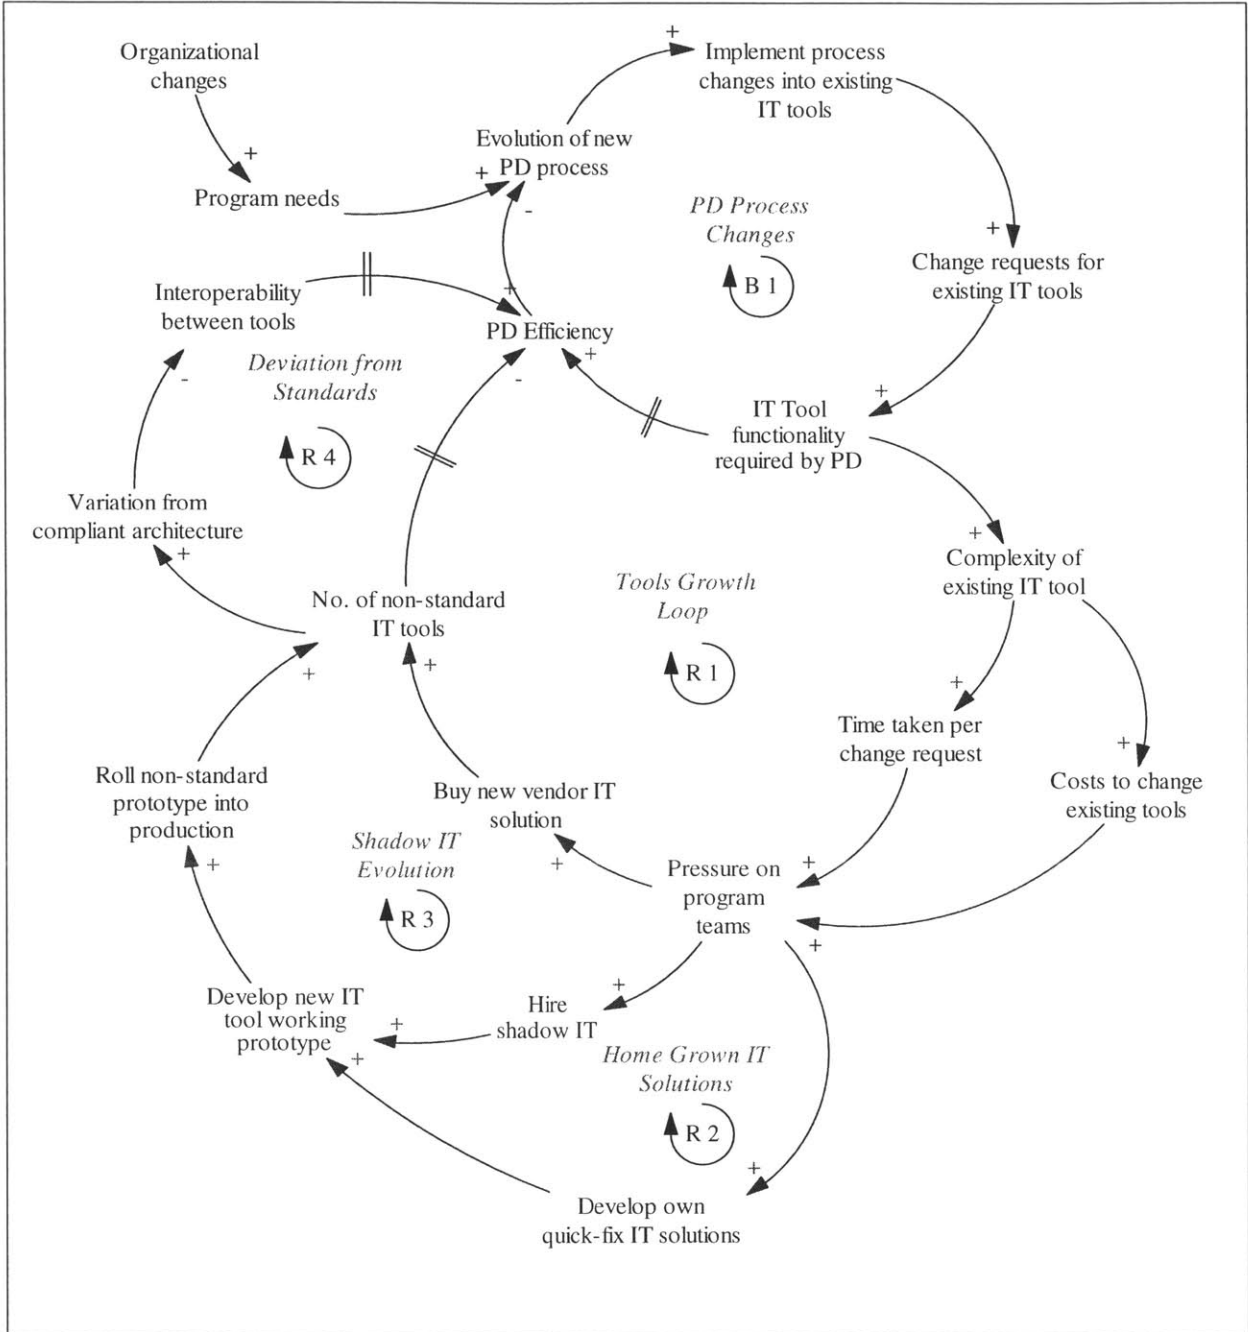 Organizational
changes
+
Program needs
+
Evolution of new
PD process
-
+
Implement process
changes into existing
IT tools
+
Change requests for
existing IT tools
PD Process
Changes
B 1
Interoperability
between tools
+
PD Efficiency
+
-
-
Deviation from
Standards
R 4
+
IT Tool
functionality
required by PD
Variation from
compliant architecture
+
+
Complexity of
existing IT tool
Tools Growth
Loop
R 1
No. of non-standard
IT tools
+
+
+
Time taken per
change request
+
Costs to change
existing tools
Roll non-standard
prototype into
production
+
Buy new vendor IT
solution
+
Shadow IT
Evolution
R 3
Pressure on
program
teams
+
+
Develop new IT
tool working
prototype
+
+
Hire
shadow IT
+
Home Grown IT
Solutions
R 2
+
Develop own
quick-fix IT solutions